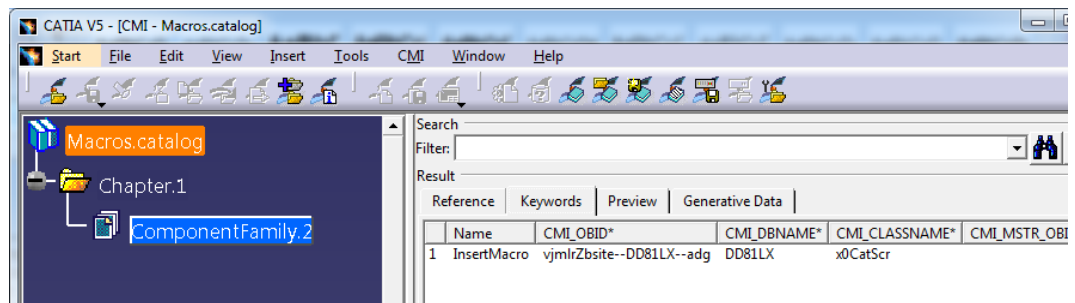 CATIA V5 - [CMI - Macros.catalog]
Start File Edit View Insert Tools CMI Window Help
Macros.catalog
Chapter.1
ComponentFamily.2
Search
Filter:
Result
Reference Keywords Preview Generative Data
Name CMI_OBID* CMI_DBNAME* CMI_CLASSNAME* CMI_MSTR_OBI
1 InsertMacro vjmlrZbsite--DD81LX--adg DD81LX x0CatScr